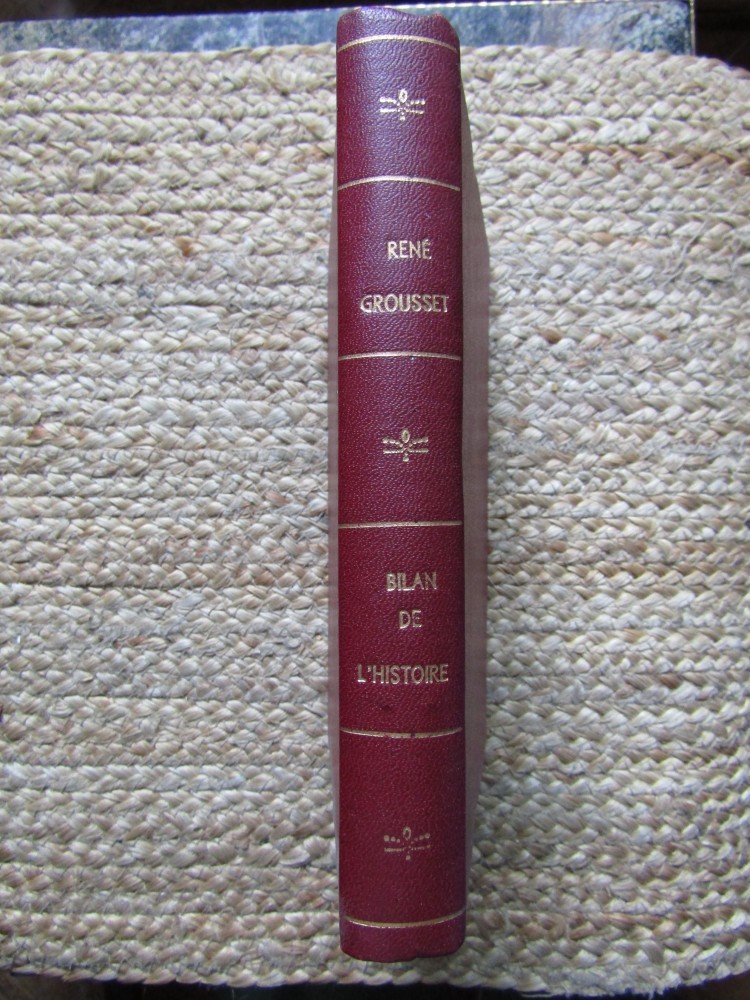 RENÉ
GROUSSET
BILAN
DE
L'HISTOIRE